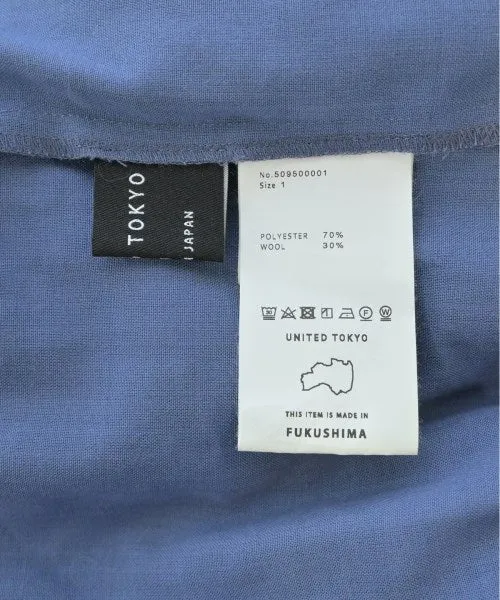 TOKYO
JAPAN
No.509500001
Size 1
POLYESTER 70%
WOOL 30%
UNITED TOKYO
THIS ITEM IS MADE IN
FUKUSHIMA